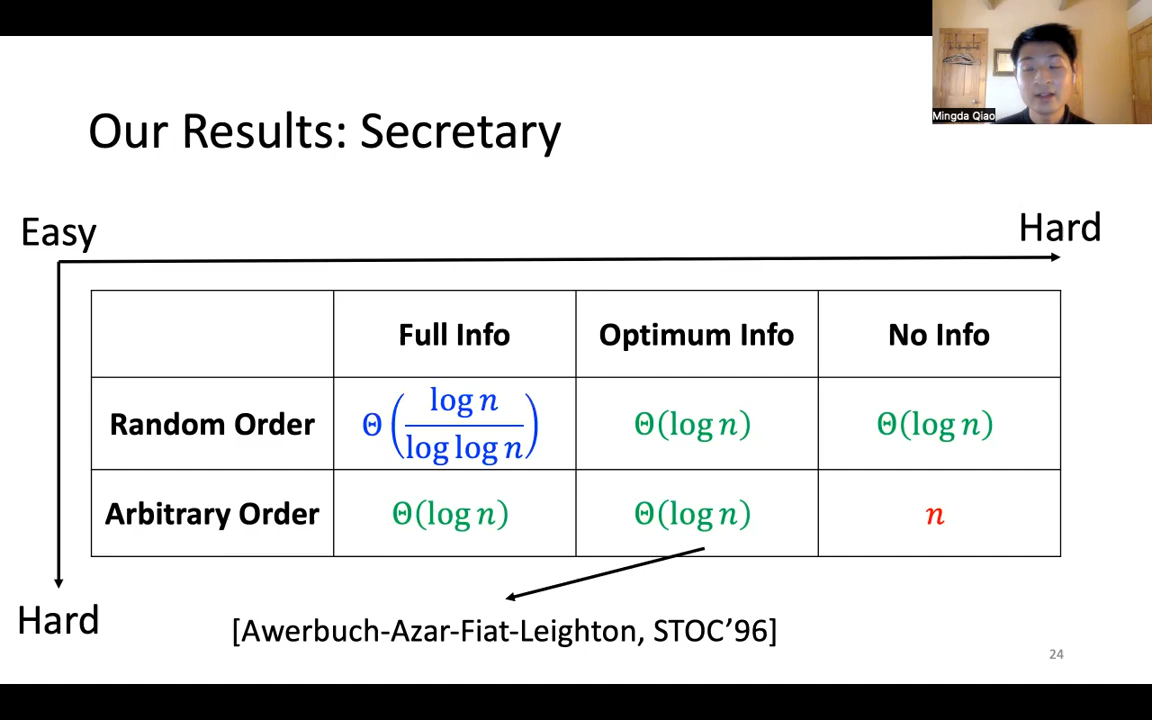 Mingda Qiao
Our Results: Secretary
Easy
Hard
Full Info
Optimum Info
No Info
Random Order
Θ(log n / log log n)
Θ(log n)
Θ(log n)
Arbitrary Order
Θ(log n)
Θ(log n)
n
Hard
[Awerbuch-Azar-Fiat-Leighton, STOC’96]
24